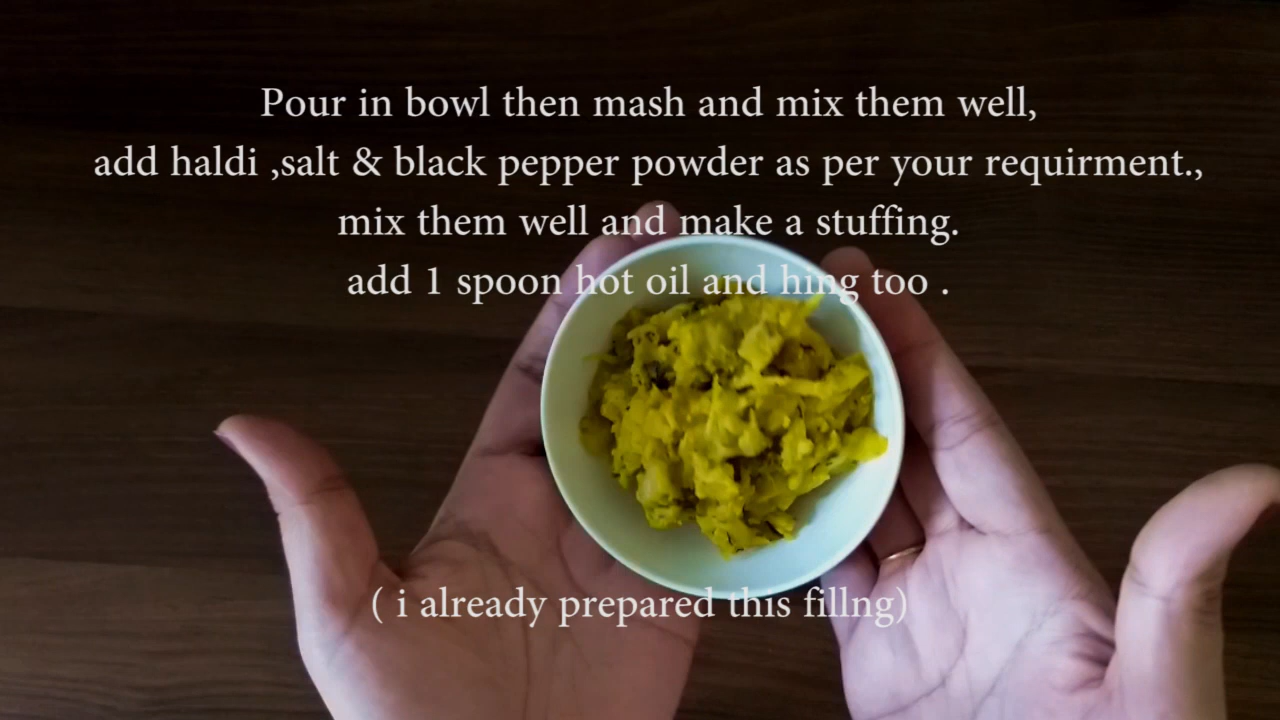 Pour in bowl then mash and mix them well,
add haldi ,salt & black pepper powder as per your requirment.,
mix them well and make a stuffing.
add 1 spoon hot oil and hing too .
( i already prepared this fillng)